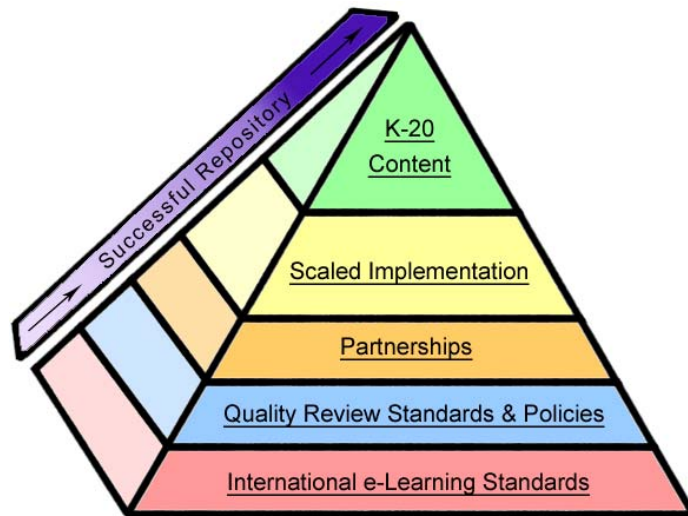 Successful Repository
K-20
Content
Scaled Implementation
Partnerships
Quality Review Standards & Policies
International e-Learning Standards